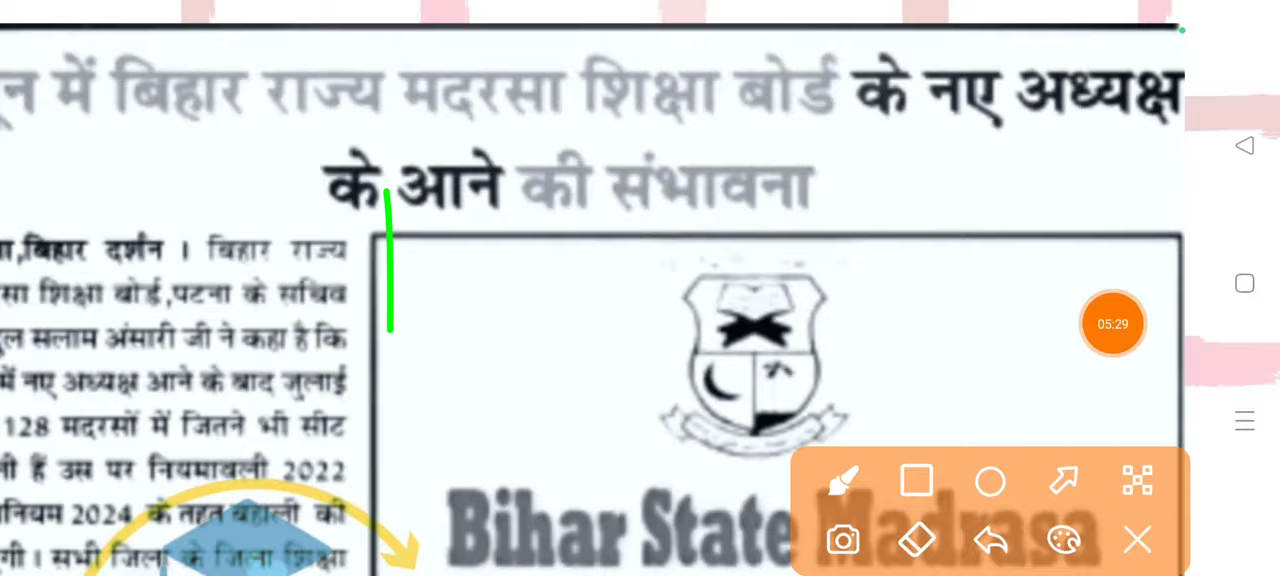 में बिहार राज्य मदरसा शिक्षा बोर्ड के नए अध्यक्ष
के आने की संभावना
बिहार दर्शन । बिहार राज्य
शिक्षा बोर्ड,पटना के सचिव
सलाम अंसारी जी ने कहा है कि
में नए अध्यक्ष आने के बाद जुलाई
128 मदरसों में जितने भी सीट
हैं उस पर नियमावली 2022
2024 के तहत बहाली की
सभी जिला के जिला शिक्षा
Bihar State Madrasa
05:29